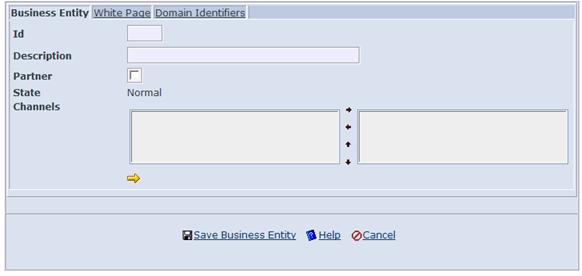 Business Entity White Page Domain Identifiers
Id
Description
Partner
State Normal
Channels
Save Business Entity Help Cancel